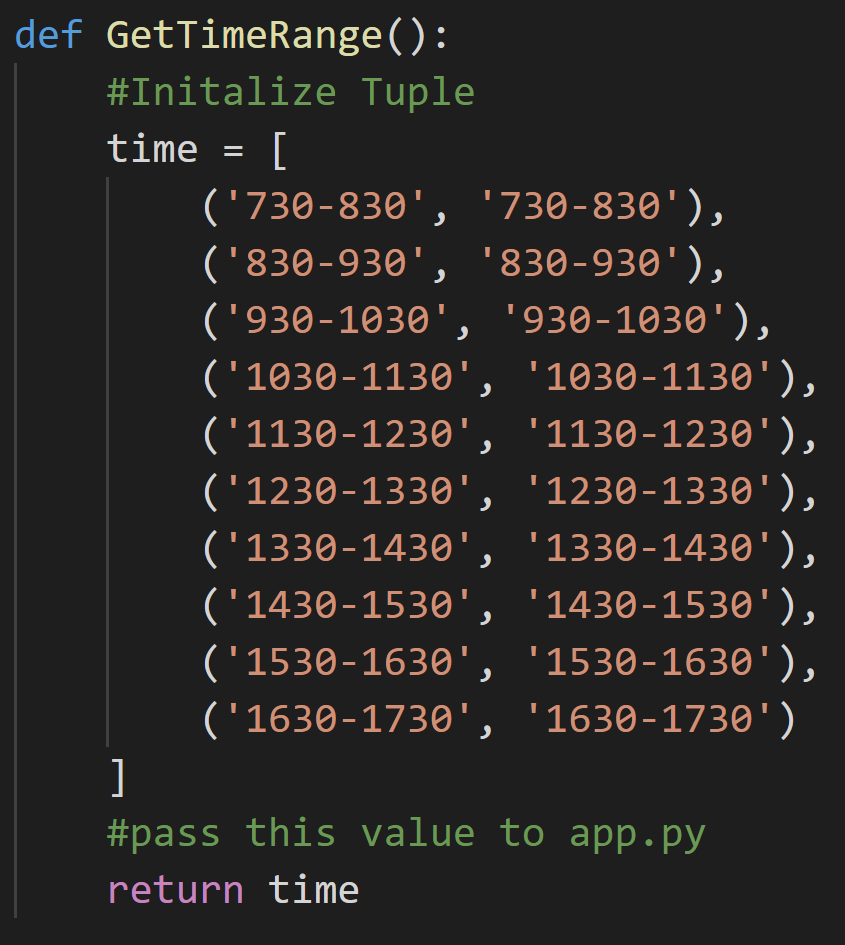 def GetTimeRange():
#Initalize Tuple
time = [
('730-830', '730-830'),
('830-930', '830-930'),
('930-1030', '930-1030'),
('1030-1130', '1030-1130'),
('1130-1230', '1130-1230'),
('1230-1330', '1230-1330'),
('1330-1430', '1330-1430'),
('1430-1530', '1430-1530'),
('1530-1630', '1530-1630'),
('1630-1730', '1630-1730')
]
#pass this value to app.py
return time